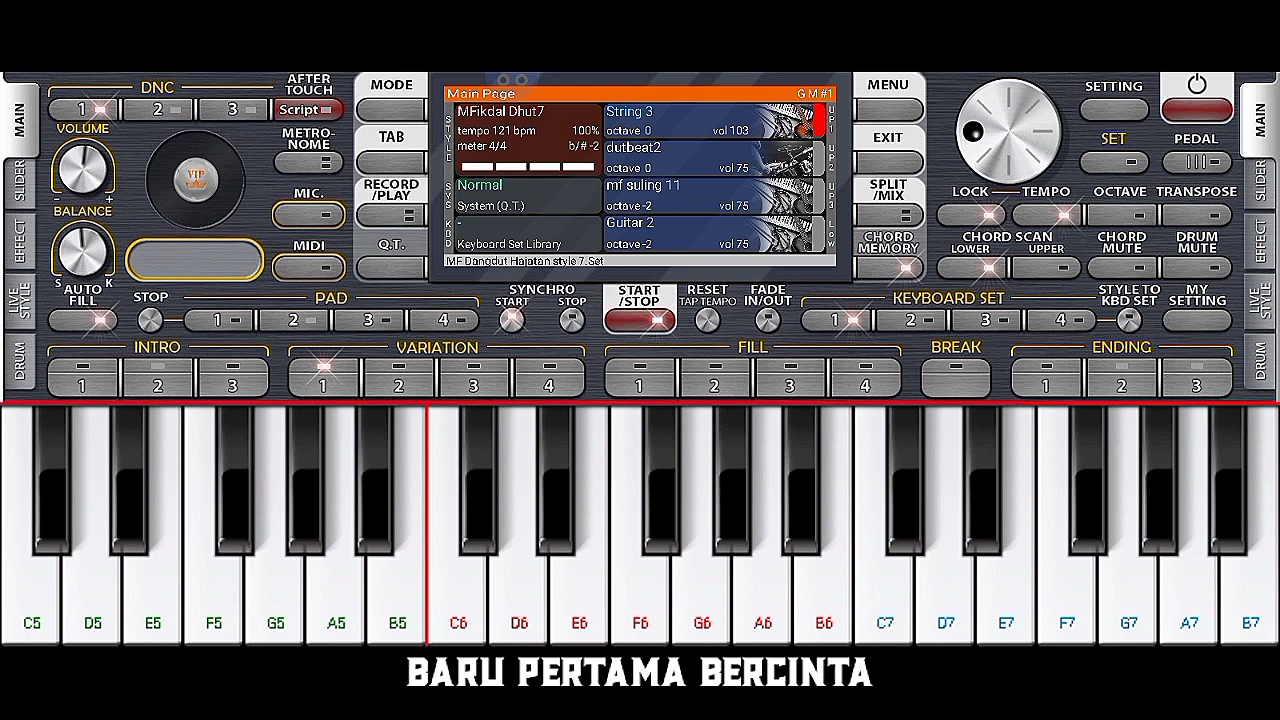 DNC
AFTER TOUCH
MODE
Main Page
G M #1
MENU
SETTING
MAIN
1 2 3 Script
MFikdal Dhut7
String 3
MAIN
VOLUME
METRO-NOME
TAB
STYLE
tempo 121 bpm 100%
octave 0 vol 103
UP1
EXIT
SET PEDAL
meter 4/4 b/# -2
dutbeat2
octave 0 vol 75
UP2
VIP
SLIDER
- +
MIC.
RECORD /PLAY
SYS
Normal
System (Q.T.)
mf suling 11
octave -2 vol 75
UP3
SPLIT /MIX
LOCK TEMPO OCTAVE TRANSPOSE
SLIDER
BALANCE
EFFECT
MIDI
Q.T.
KBD
-
Keyboard Set Library
Guitar 2
octave -2 vol 75
LOW
CHORD MEMORY
CHORD SCAN
LOWER UPPER
CHORD MUTE
DRUM MUTE
EFFECT
MF Dangdut Hajatan style 7.Set
S K
LIVE STYLE
AUTO FILL
STOP
PAD
SYNCHRO
START STOP
START /STOP
RESET
TAP TEMPO
FADE IN/OUT
KEYBOARD SET
STYLE TO KBD SET
MY SETTING
LIVE STYLE
1 2 3 4
1 2 3 4
DRUM
INTRO
VARIATION
FILL
BREAK
ENDING
DRUM
1 2 3
1 2 3 4
1 2 3 4
1 2 3
C5 D5 E5 F5 G5 A5 B5 C6 D6 E6 F6 G6 A6 B6 C7 D7 E7 F7 G7 A7 B7
BARU PERTAMA BERCINTA